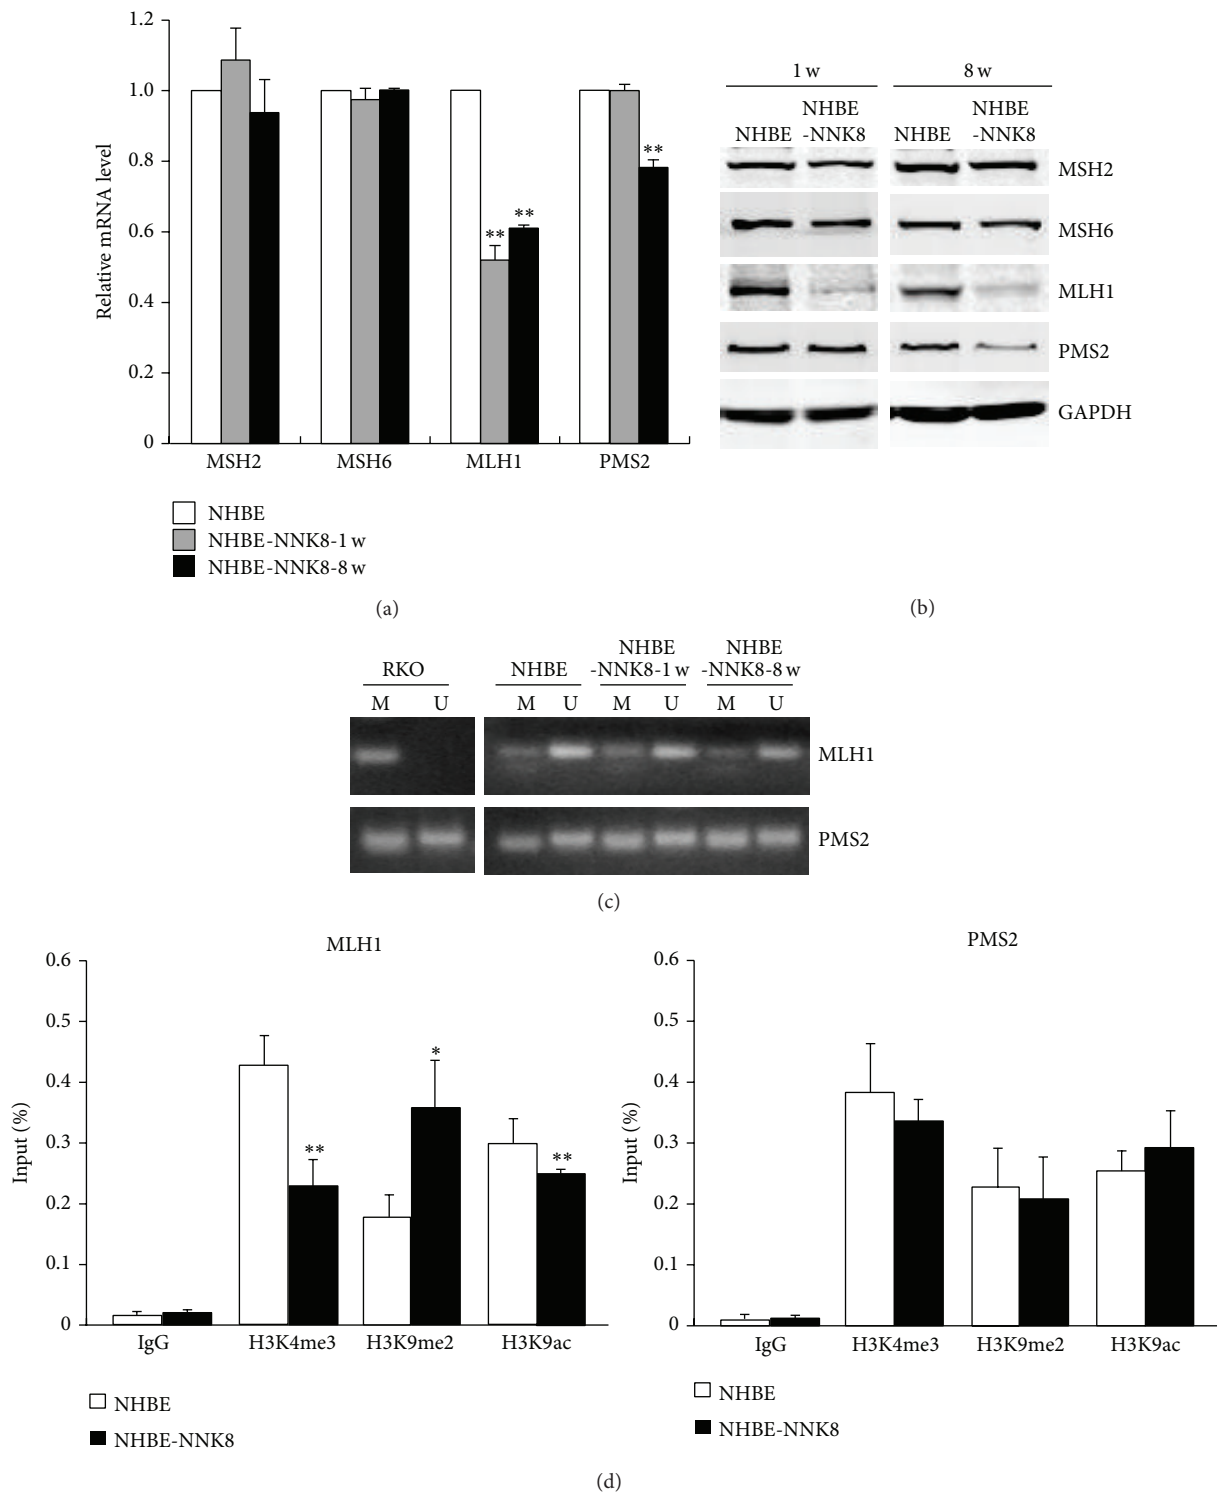 1.2
1.0
0.8
0.6
0.4
0.2
0
Relative mRNA level
**
**
**
MSH2 MSH6 MLH1 PMS2
NHBE
NHBE-NNK8-1 w
NHBE-NNK8-8 w
(a)
1 w 8 w
NHBE NHBE -NNK8 NHBE NHBE -NNK8
MSH2
MSH6
MLH1
PMS2
GAPDH
(b)
RKO NHBE NHBE -NNK8-1 w NHBE -NNK8-8 w
M U M U M U M U
MLH1
PMS2
(c)
MLH1
0.6
0.5
0.4
0.3
0.2
0.1
0
Input (%)
**
*
**
IgG H3K4me3 H3K9me2 H3K9ac
NHBE
NHBE-NNK8
PMS2
0.6
0.5
0.4
0.3
0.2
0.1
0
Input (%)
IgG H3K4me3 H3K9me2 H3K9ac
NHBE
NHBE-NNK8
(d)